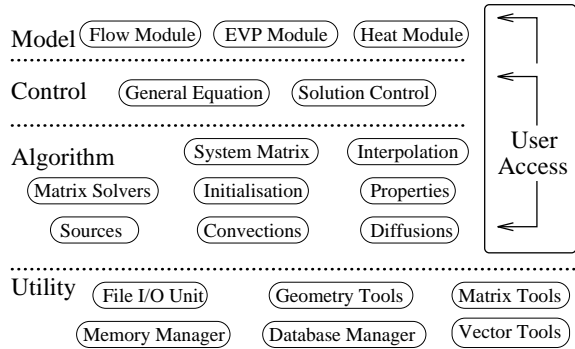 Model Flow Module EVP Module Heat Module
Control General Equation Solution Control
User Access
Algorithm System Matrix Interpolation
Matrix Solvers Initialisation Properties
Sources Convections Diffusions
Utility File I/O Unit Geometry Tools Matrix Tools
Memory Manager Database Manager Vector Tools